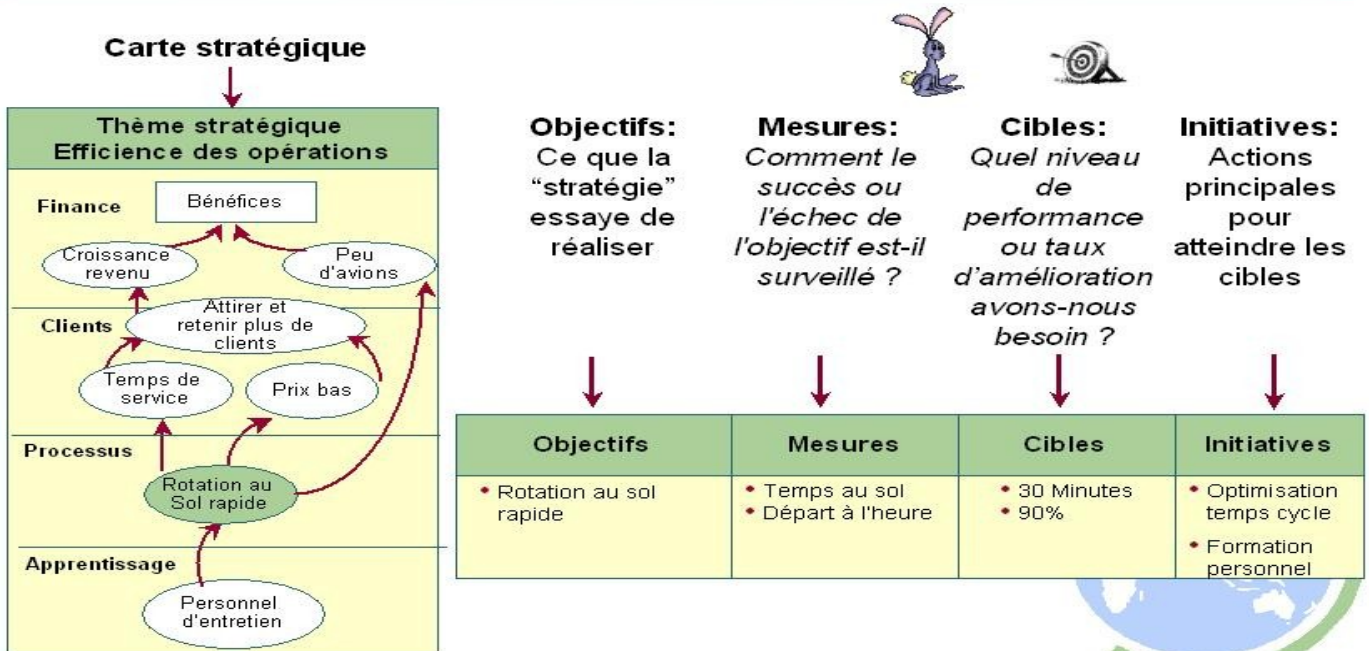 Carte stratégique
Thème stratégique
Efficience des opérations
Finance
Bénéfices
Croissance
revenu
Peu
d'avions
Clients
Attirer et
retenir plus de
clients
Temps de
service
Prix bas
Processus
Rotation au
Sol rapide
Apprentissage
Personnel
d'entretien
Objectifs:
Ce que la
“stratégie”
essaye de
réaliser
Mesures:
Comment le
succès ou
l'échec de
l'objectif est-il
surveillé ?
Cibles:
Quel niveau
de
performance
ou taux
d’amélioration
avons-nous
besoin ?
Initiatives:
Actions
principales
pour
atteindre les
cibles
Objectifs
Mesures
Cibles
Initiatives
• Rotation au sol
rapide
• Temps au sol
• Départ à l'heure
• 30 Minutes
• 90%
• Optimisation
temps cycle
• Formation
personnel